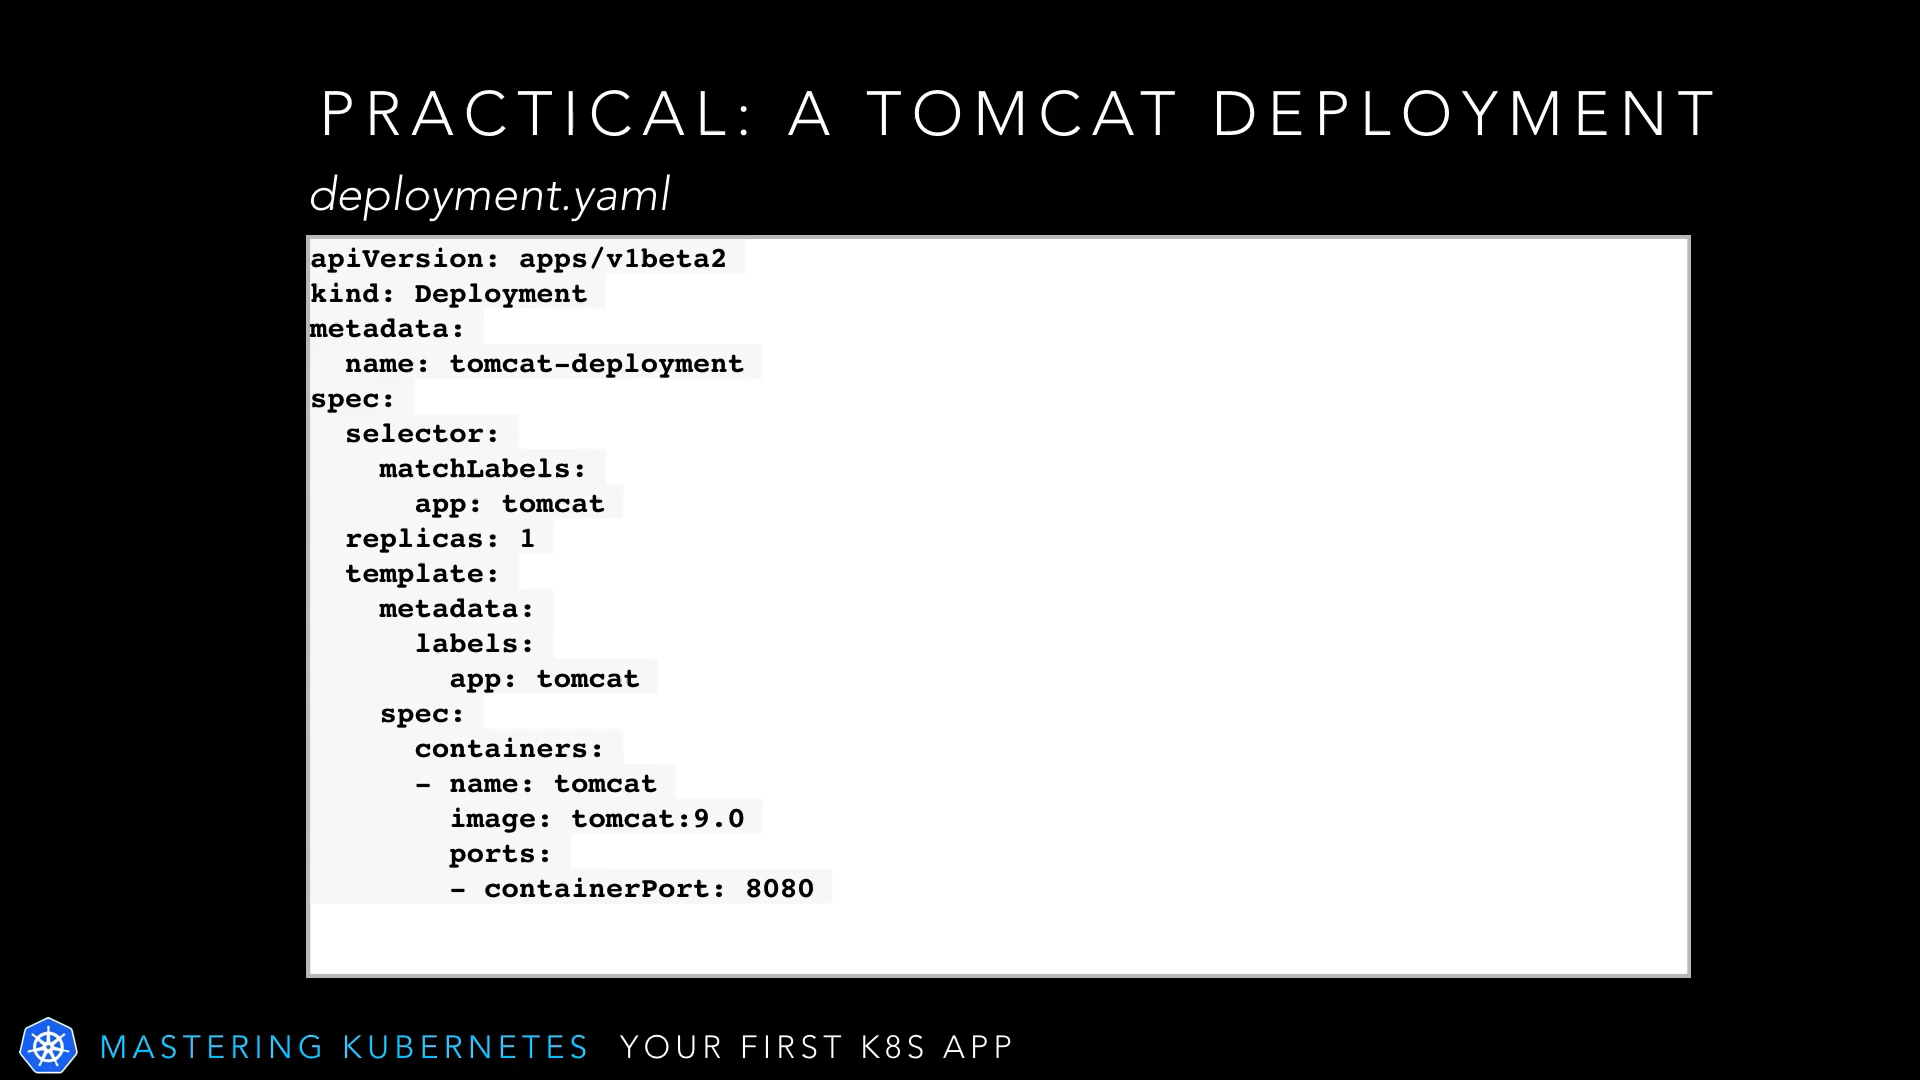 PRACTICAL: A TOMCAT DEPLOYMENT
deployment.yaml
apiVersion: apps/v1beta2
kind: Deployment
metadata:
  name: tomcat-deployment
spec:
  selector:
    matchLabels:
      app: tomcat
  replicas: 1
  template:
    metadata:
      labels:
        app: tomcat
    spec:
      containers:
      - name: tomcat
        image: tomcat:9.0
        ports:
        - containerPort: 8080
MASTERING KUBERNETES YOUR FIRST K8S APP